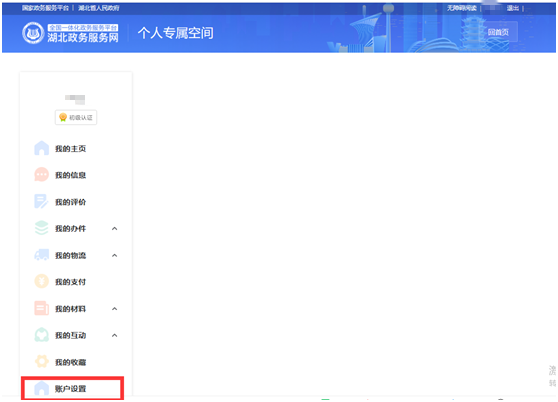 国家政务服务平台 | 湖北省人民政府
无障碍阅读 |
退出 |
全国一体化政务服务平台
湖北政务服务网
个人专属空间
回首页
初级认证
我的主页
我的信息
我的评价
我的办件
我的物流
我的支付
我的材料
我的互动
我的收藏
账户设置